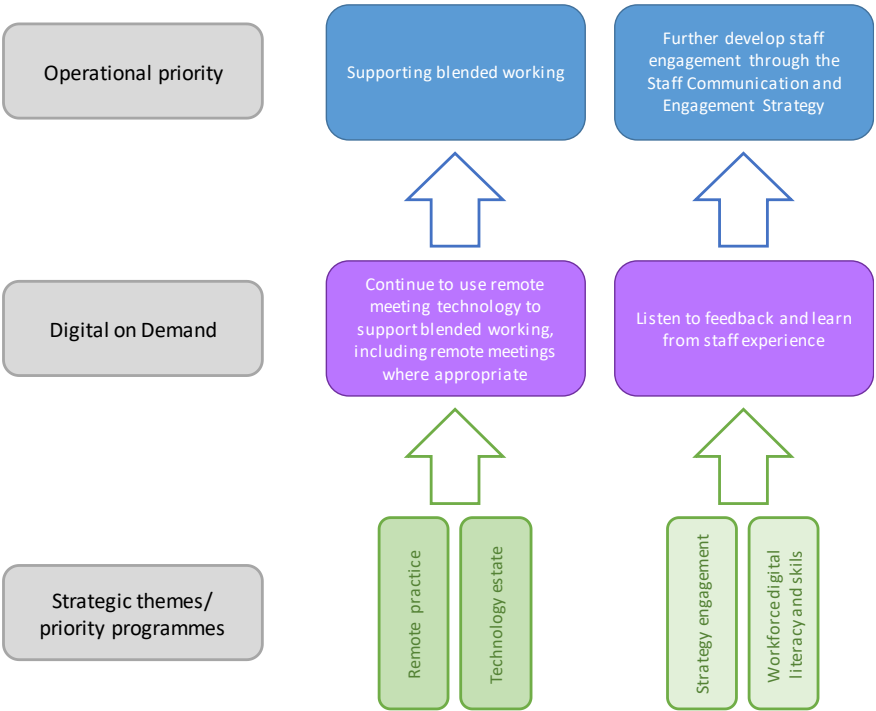 Operational priority
Supporting blended working
Further develop staff
engagement through the
Staff Communication and
Engagement Strategy
Digital on Demand
Continue to use remote
meeting technology to
support blended working,
including remote meetings
where appropriate
Listen to feedback and learn
from staff experience
Strategic themes/
priority programmes
Remote practice
Technology estate
Strategy engagement
Workforce digital
literacy and skils